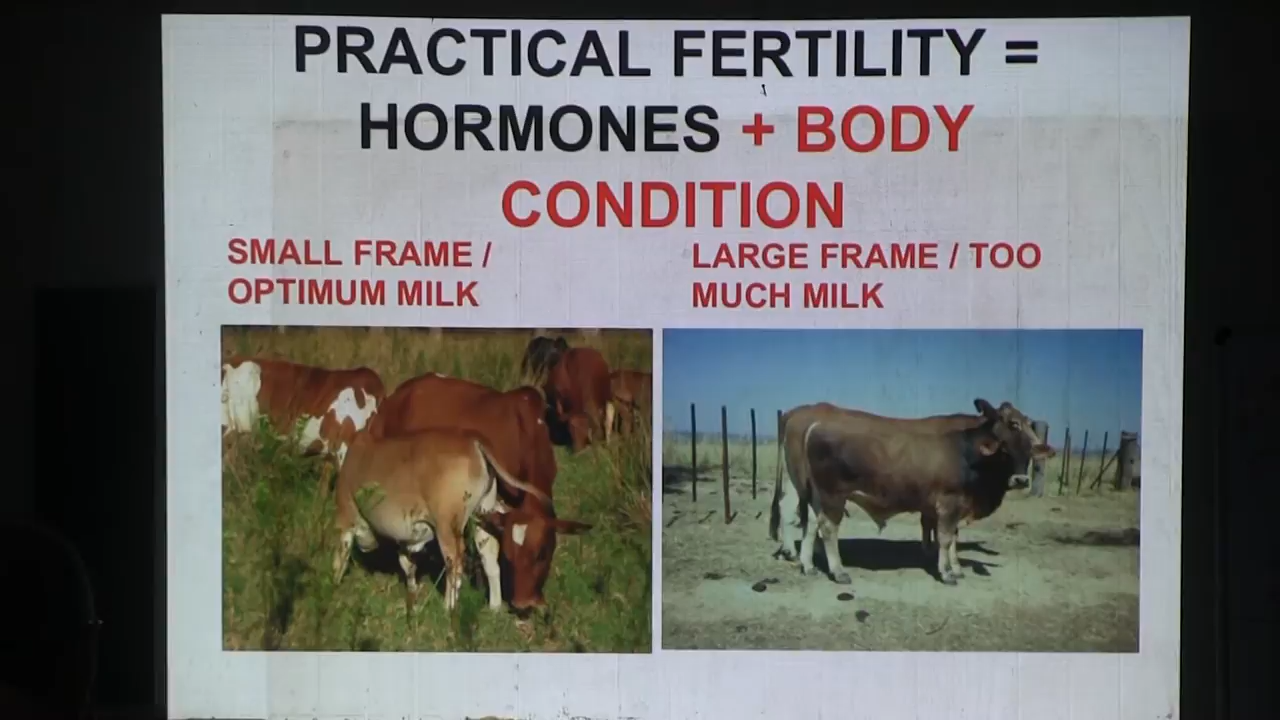 PRACTICAL FERTILITY =
HORMONES + BODY
CONDITION
SMALL FRAME /
OPTIMUM MILK
LARGE FRAME / TOO
MUCH MILK